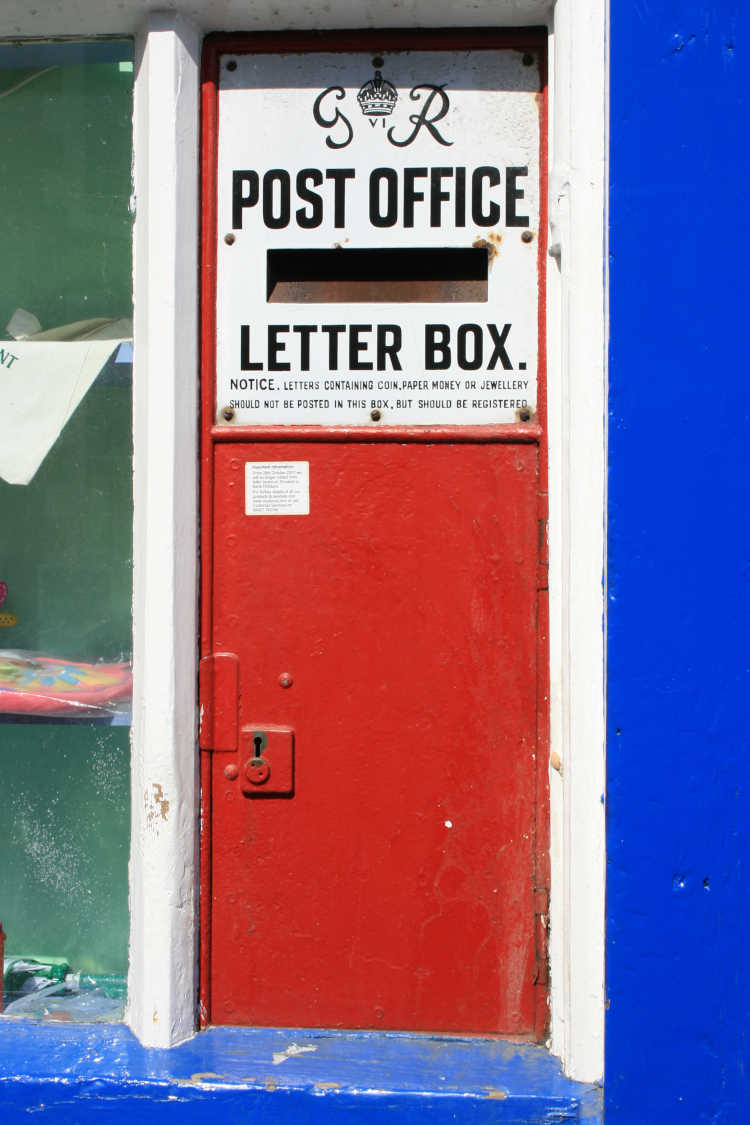 G VI R
POST OFFICE
LETTER BOX.
NOTICE. LETTERS CONTAINING COIN, PAPER MONEY OR JEWELLERY
SHOULD NOT BE POSTED IN THIS BOX, BUT SHOULD BE REGISTERED
Important information
NT